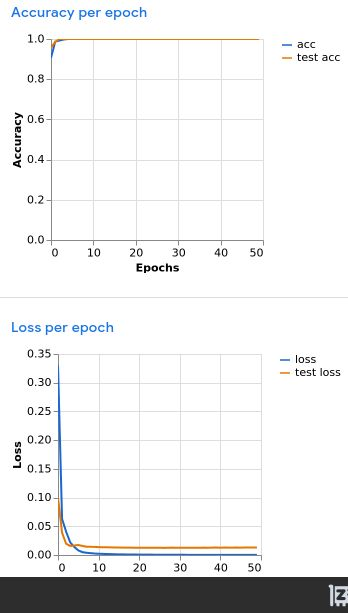 Accuracy per epoch
1.0
0.8
0.6
0.4
0.2
0.0
Accuracy
0 10 20 30 40 50
Epochs
acc
test acc
Loss per epoch
0.35
0.30
0.25
0.20
0.15
0.10
0.05
0.00
Loss
0 10 20 30 40 50
loss
test loss